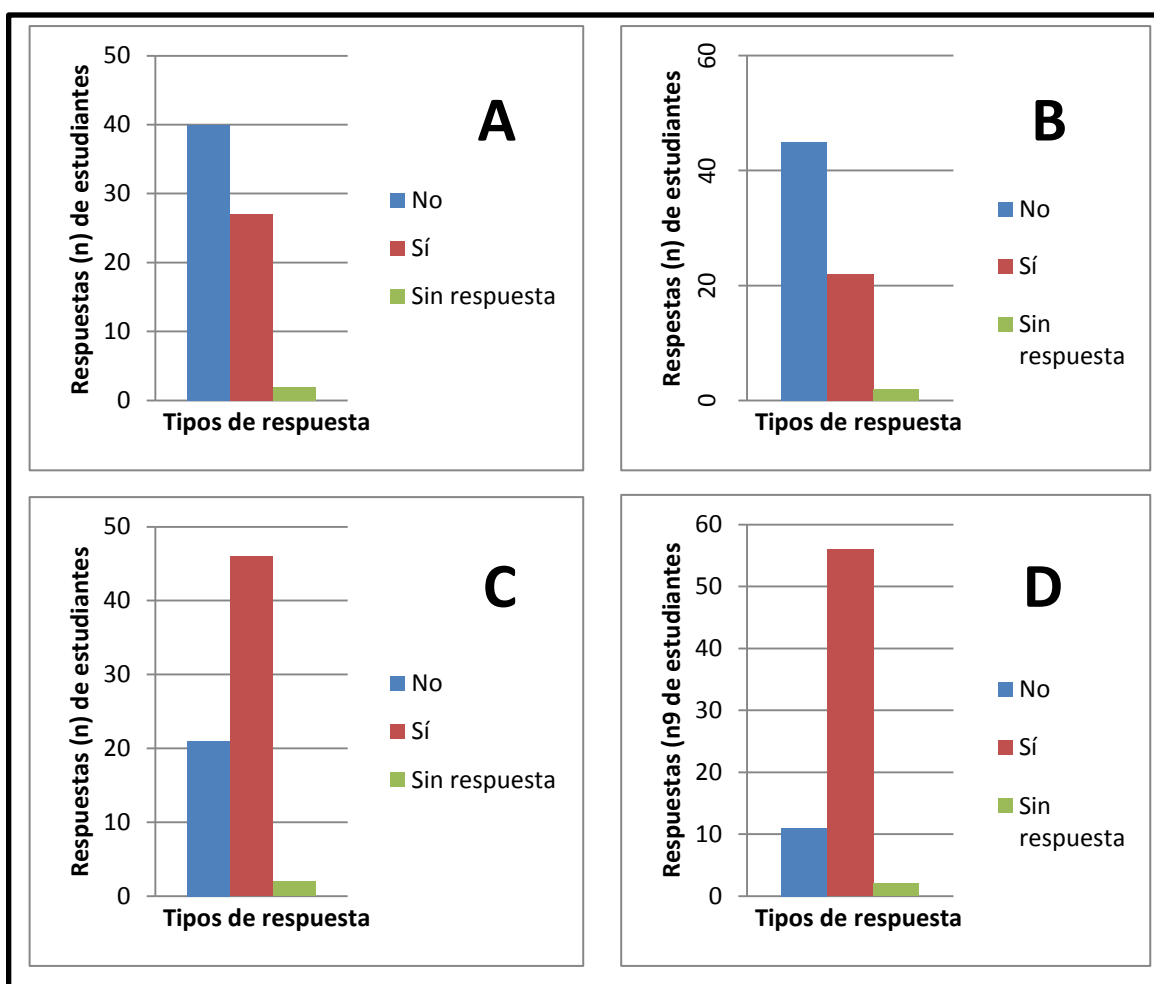 A
Respuestas (n) de estudiantes
50
40
30
20
10
0
No
Sí
Sin respuesta
Tipos de respuesta
B
Respestas (n) de estudiantes
60
40
20
0
No
Sí
Sin
respuesta
Tipos de respuesta
C
Respuestas (n) de estudiantes
50
40
30
20
10
0
No
Sí
Sin respuesta
Tipos de respuesta
D
Respuestas (n9 de estudiantes
60
50
40
30
20
10
0
No
Sí
Sin
respuesta
Tipos de respuesta